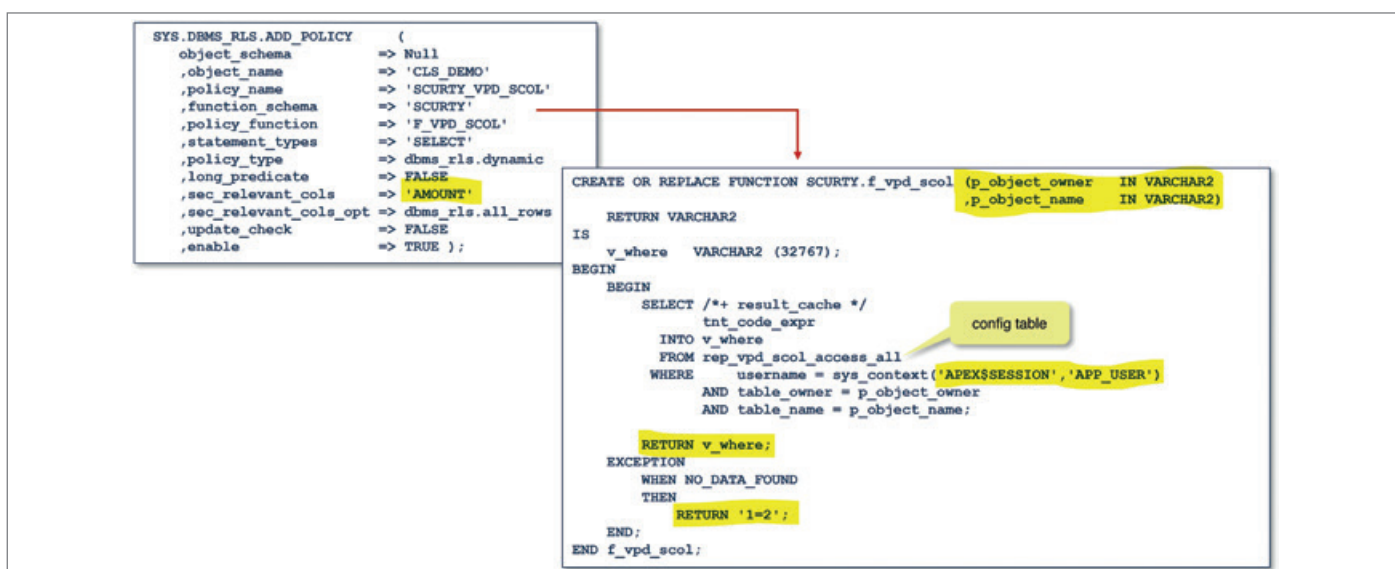 SYS.DBMS_RLS.ADD_POLICY (
object_schema => Null
,object_name => 'CLS_DEMO'
,policy_name => 'SCURTY_VPD_SCOL'
,function_schema => 'SCURTY'
,policy_function => 'F_VPD_SCOL'
,statement_types => 'SELECT'
,policy_type => dbms_rls.dynamic
,long_predicate => FALSE
,sec_relevant_cols => 'AMOUNT'
,sec_relevant_cols_opt => dbms_rls.all_rows
,update_check => FALSE
,enable => TRUE );
CREATE OR REPLACE FUNCTION SCURTY.f_vpd_scol (p_object_owner IN VARCHAR2
,p_object_name IN VARCHAR2)
RETURN VARCHAR2
IS
v_where VARCHAR2 (32767);
BEGIN
BEGIN
SELECT /*+ result_cache */
tnt_code_expr
INTO v_where
FROM rep_vpd_scol_access_all
WHERE username = sys_context('APEX$SESSION','APP_USER')
AND table_owner = p_object_owner
AND table_name = p_object_name;
RETURN v_where;
EXCEPTION
WHEN NO_DATA_FOUND
THEN
RETURN '1=2';
END;
END f_vpd_scol;
config table